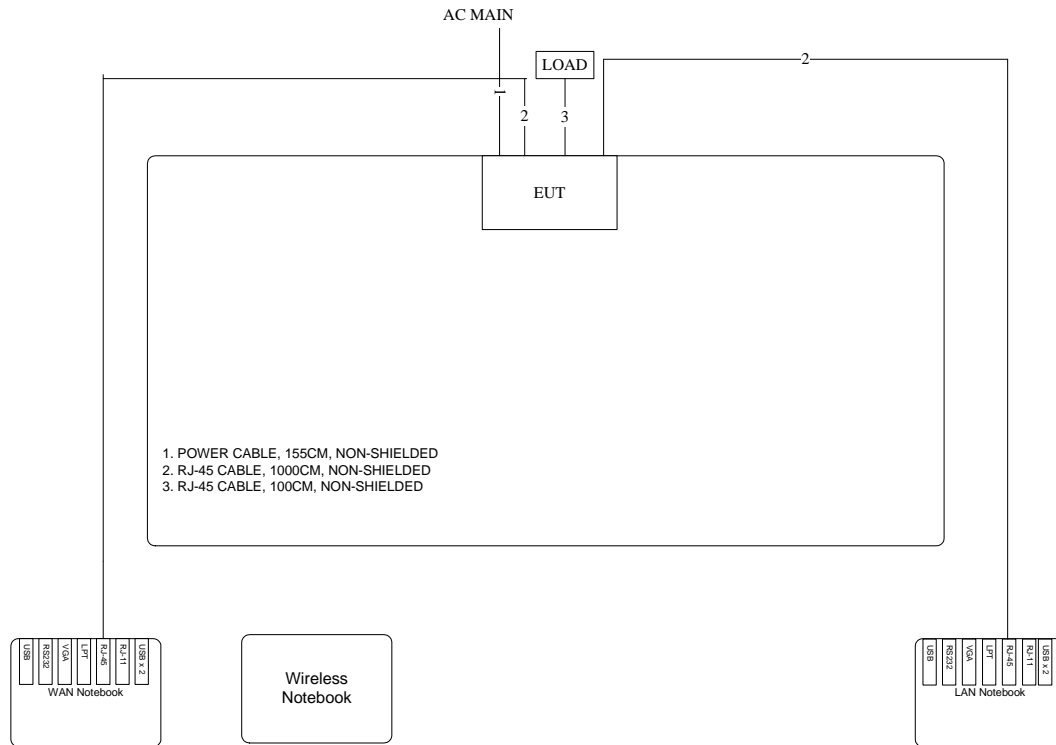 AC MAIN
LOAD
2
1
2
3
EUT
1. POWER CABLE, 155CM, NON-SHIELDED
2. RJ-45 CABLE, 1000CM, NON-SHIELDED
3. RJ-45 CABLE, 100CM, NON-SHIELDED
USB
RS232
VGA
LPT
RJ-45
RJ-11
USB x 2
WAN Notebook
Wireless
Notebook
USB
RS232
VGA
LPT
RJ-45
RJ-11
USB x 2
LAN Notebook